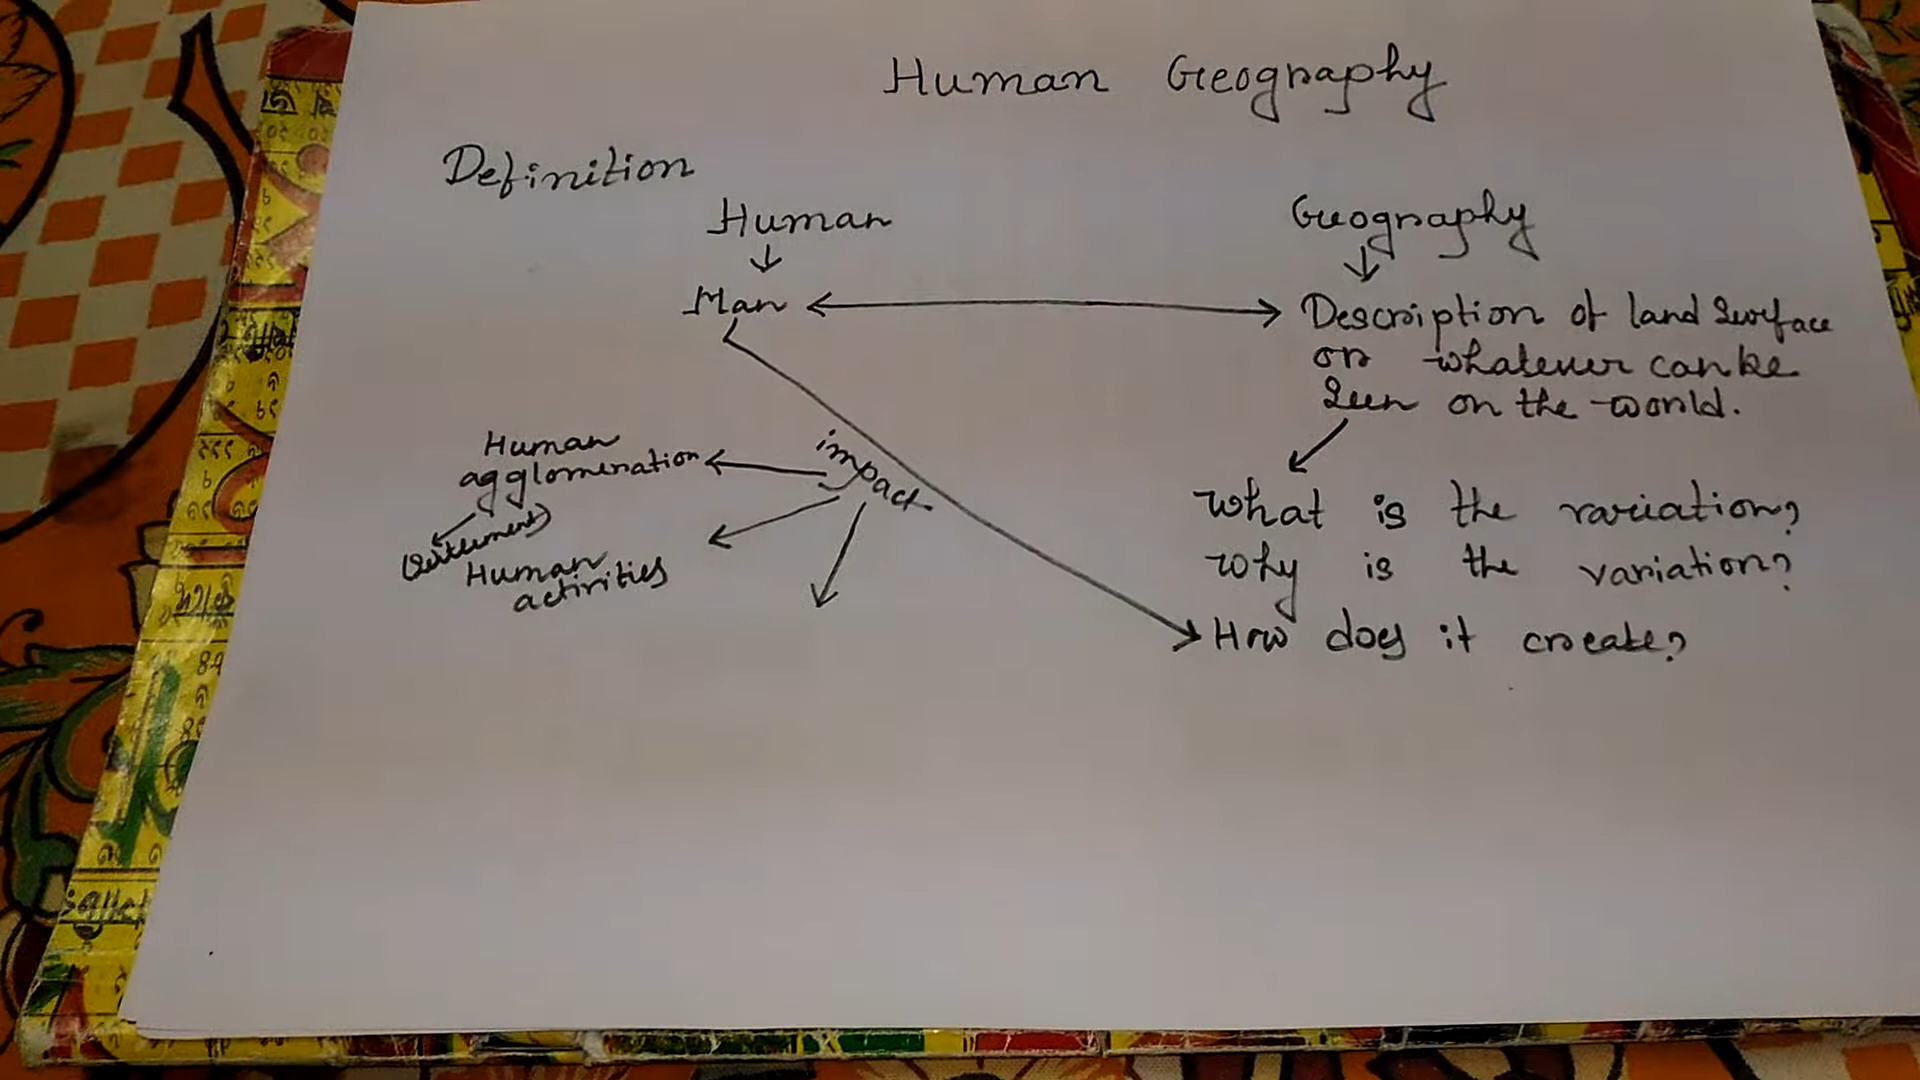 Human Geography
Definition
Human
↓
Man
Geography
↓
Description of land surface
or whatever can be
seen on the world.
What is the variation?
Why is the variation?
How does it create?
impact
Human
agglomeration
(Settlement)
Human
activities